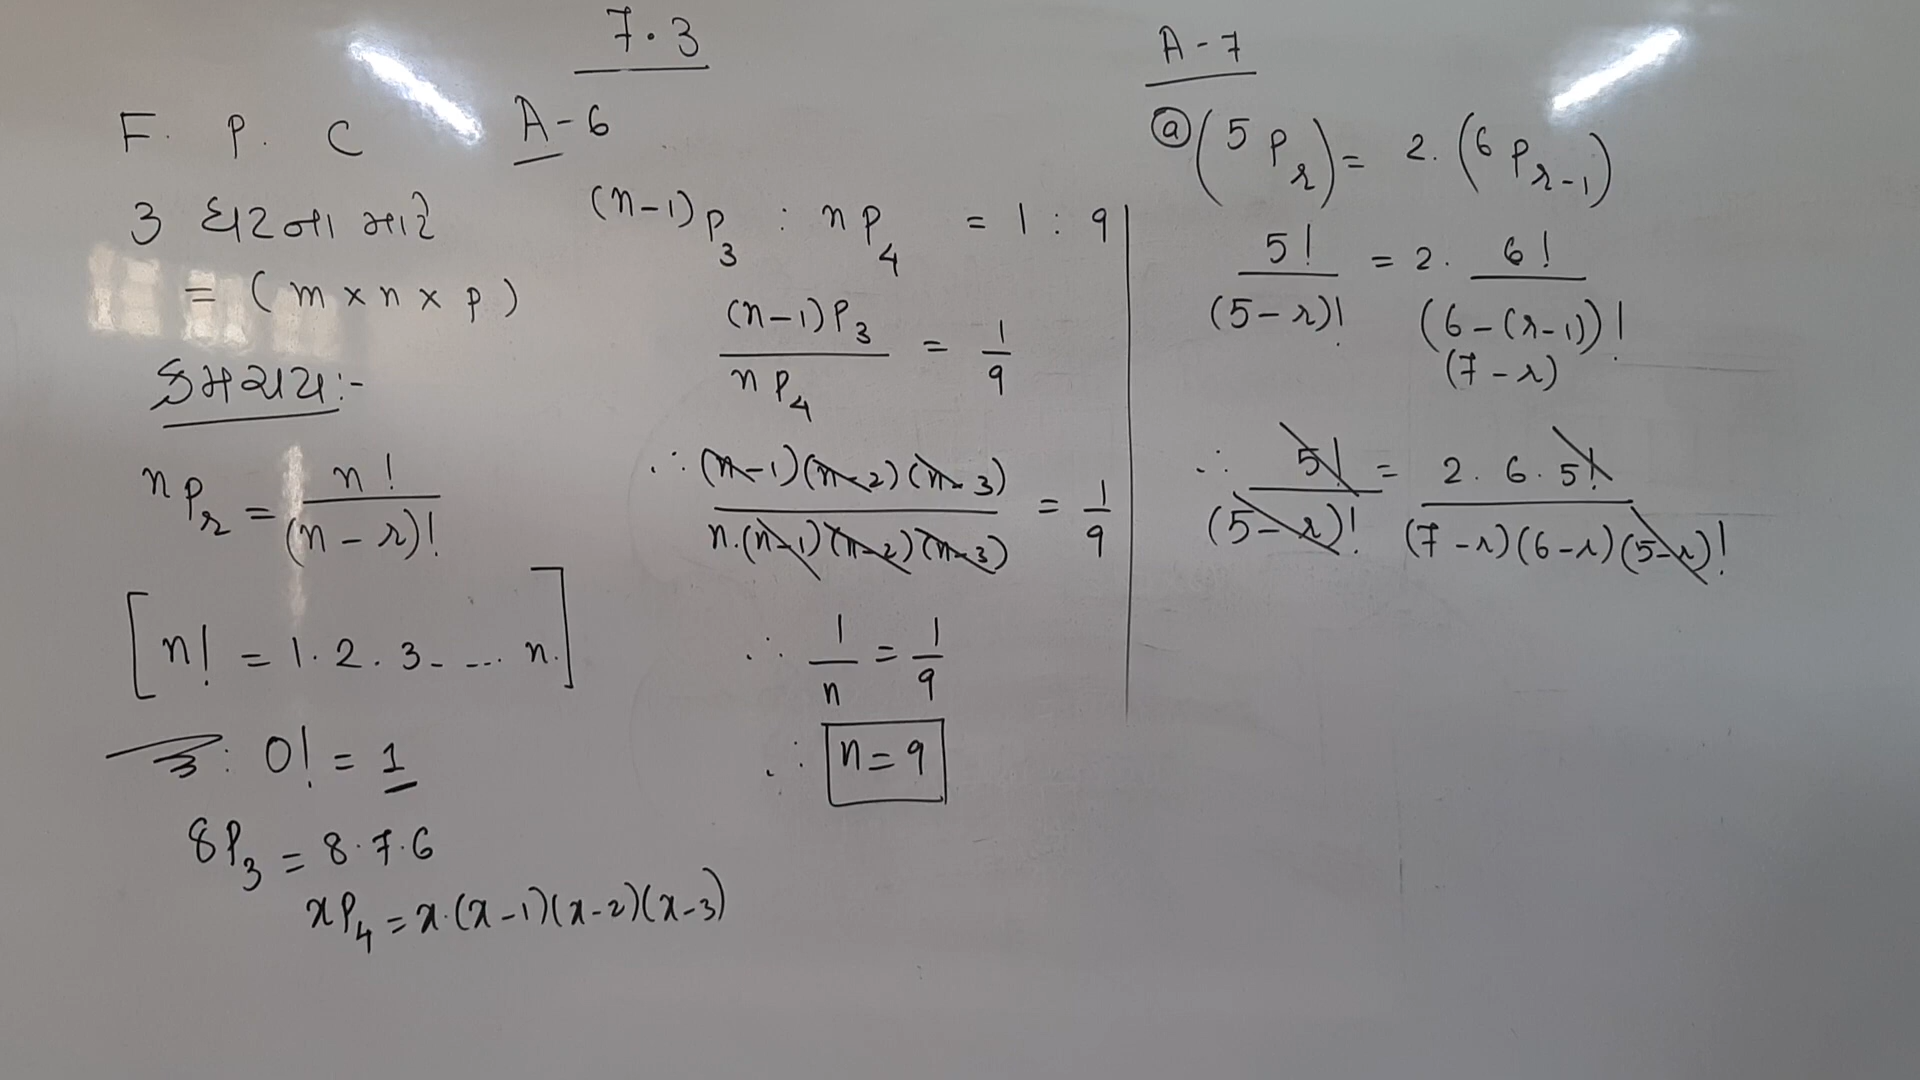 7.3
F. P. C
3 ઘટના માટે
= (m × n × p)
ક્રમચય:-
nPr = n! / (n - r)!
[n! = 1. 2. 3- --- n.]
0! = 1
8P3 = 8.7.6
xP4 = x.(x-1)(x-2)(x-3)
A-6
(n-1)P3 : nP4 = 1 : 9
(n-1)P3 / nP4 = 1/9
∴ (n-1)(n-2)(n-3) / n.(n-1)(n-2)(n-3) = 1/9
∴ 1/n = 1/9
∴ n = 9
A-7
ⓐ (5Pr) = 2. (6Pr-1)
5! / (5-r)! = 2. 6! / (6-(r-1))!
(7-r)
∴ 5! / (5-r)! = 2. 6. 5! / (7-r)(6-r)(5-r)!